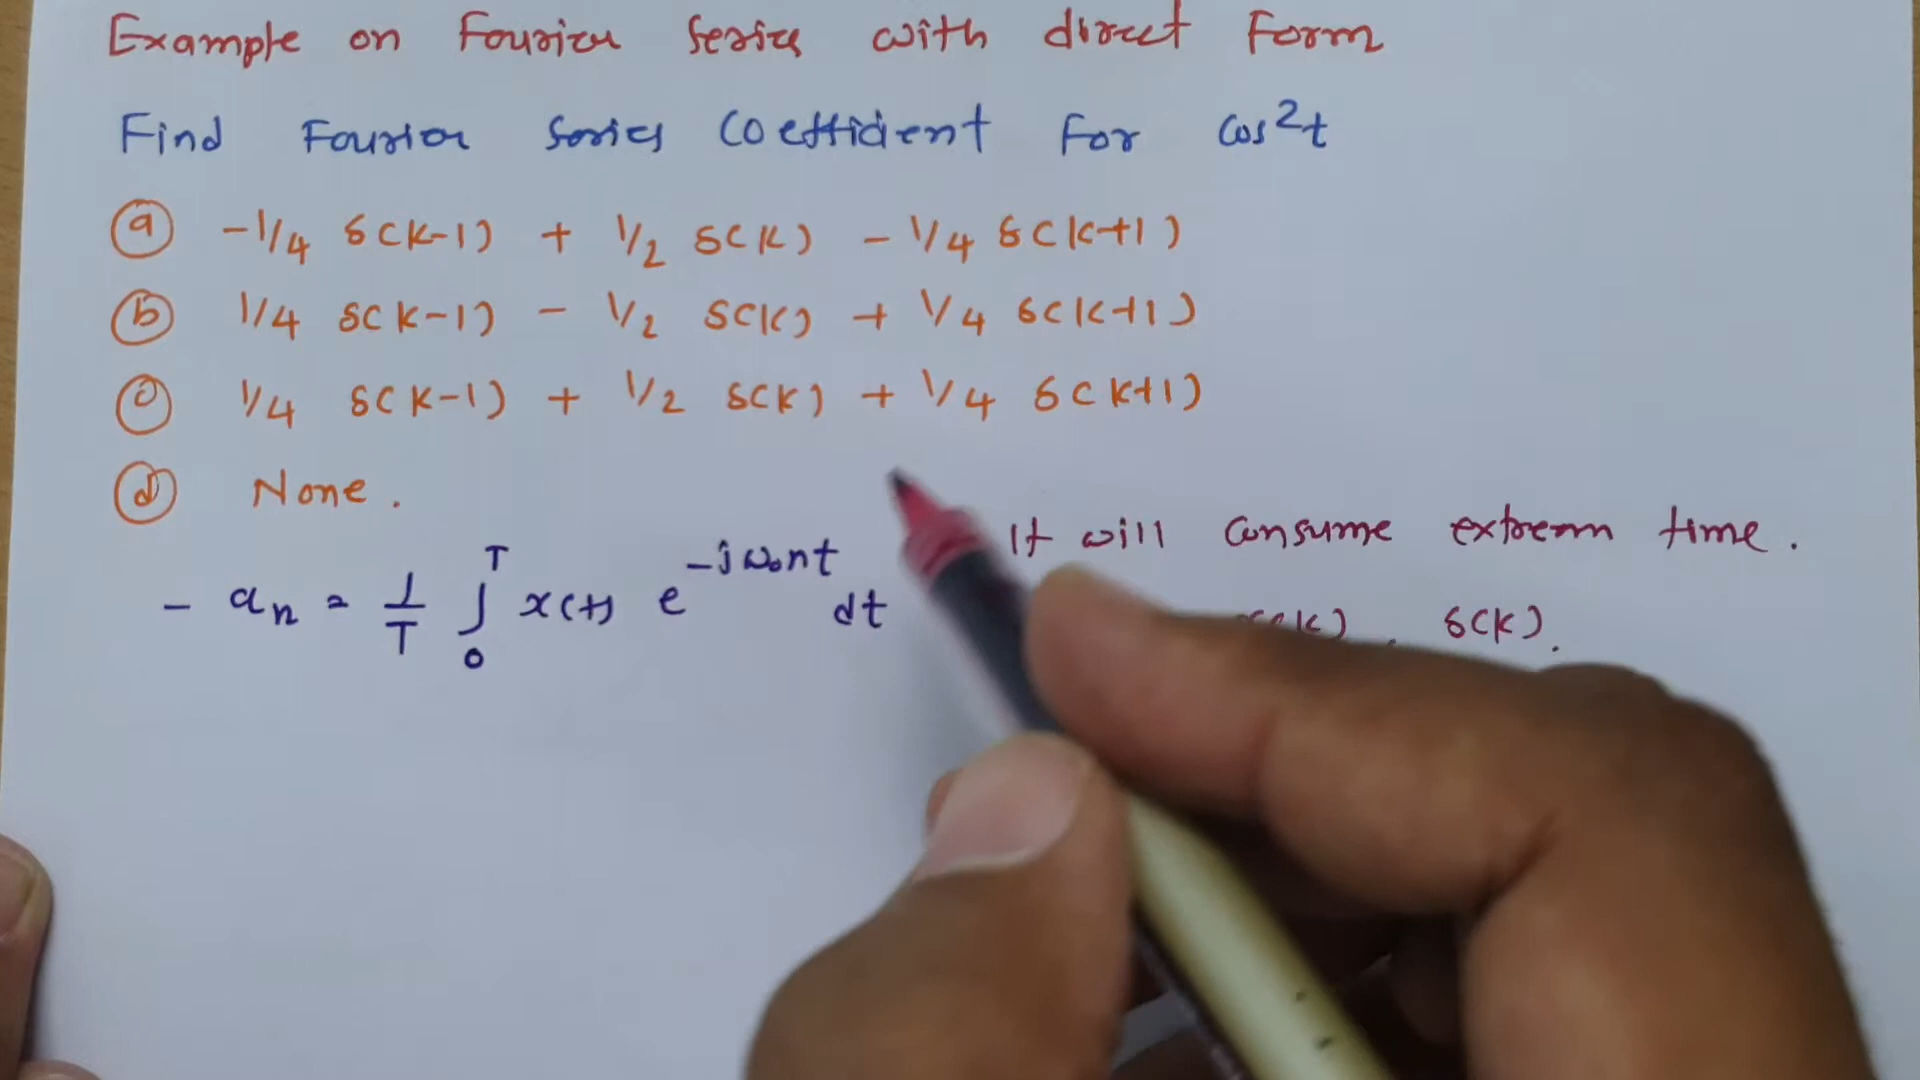 Example on Fourier Series with direct Form
Find Fourier Series Coefficient For cos²t
(a) -1/4 δ(k-1) + 1/2 δ(k) - 1/4 δ(k+1)
(b) 1/4 δ(k-1) - 1/2 δ(k) + 1/4 δ(k+1)
(c) 1/4 δ(k-1) + 1/2 δ(k) + 1/4 δ(k+1)
(d) None.
It will consume extream time.
- aₙ = 1/T ∫₀ᵀ x(t) e^(-jω₀nt) dt
δ(k).